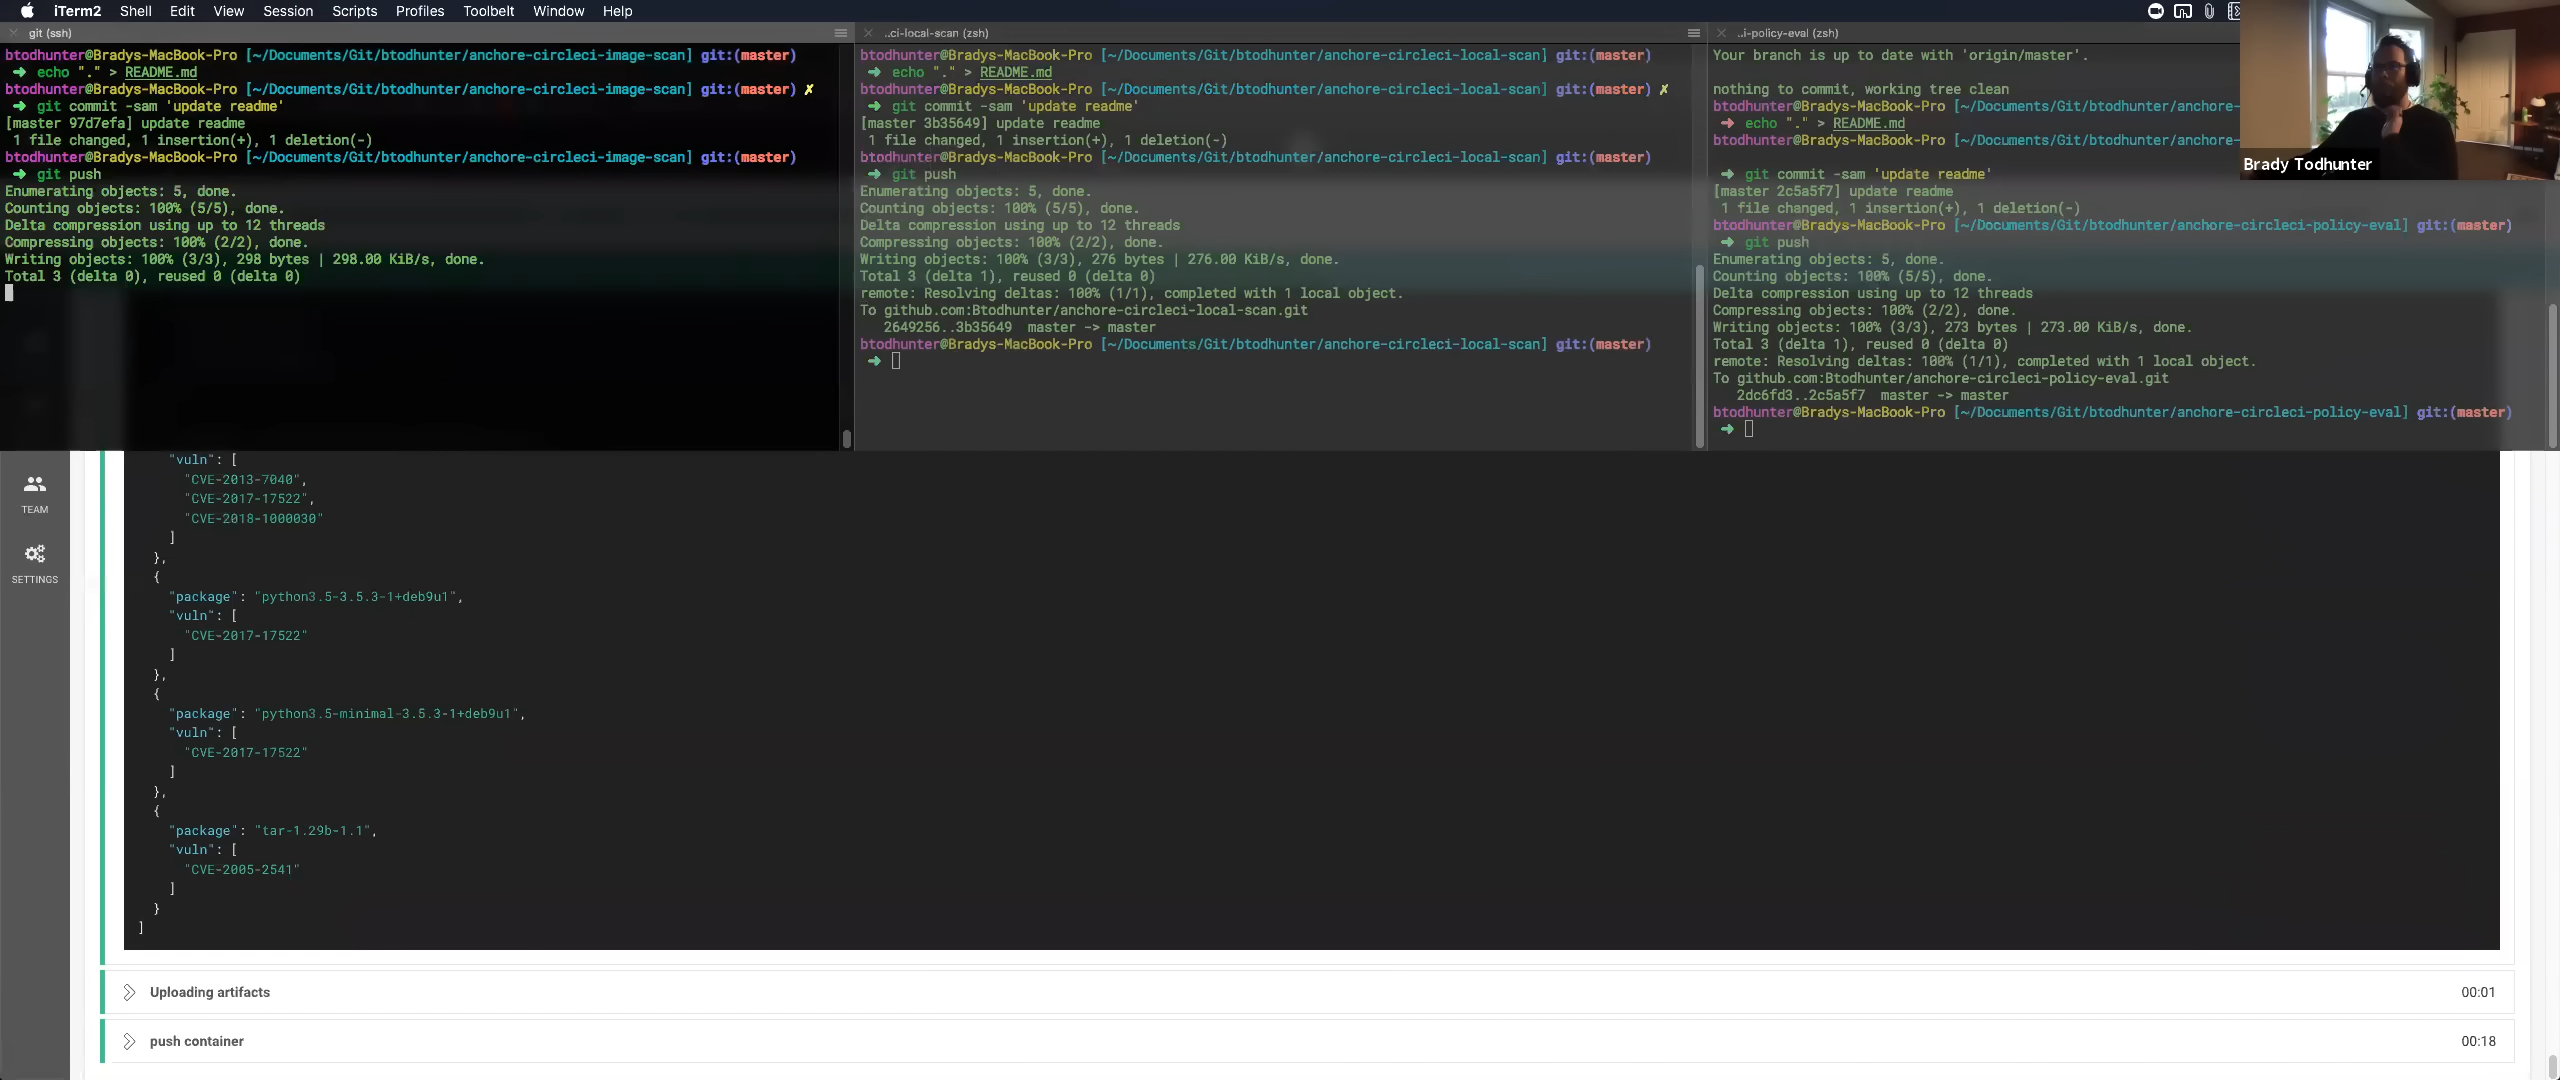 iTerm2 Shell Edit View Session Scripts Profiles Toolbelt Window Help
git (ssh)
btodhunter@Bradys-MacBook-Pro [~/Documents/Git/btodhunter/anchore-circleci-image-scan] git:(master)
➜ echo "." > README.md
btodhunter@Bradys-MacBook-Pro [~/Documents/Git/btodhunter/anchore-circleci-image-scan] git:(master) ✗
➜ git commit -sam 'update readme'
[master 97d7efa] update readme
1 file changed, 1 insertion(+), 1 deletion(-)
btodhunter@Bradys-MacBook-Pro [~/Documents/Git/btodhunter/anchore-circleci-image-scan] git:(master)
➜ git push
Enumerating objects: 5, done.
Counting objects: 100% (5/5), done.
Delta compression using up to 12 threads
Compressing objects: 100% (2/2), done.
Writing objects: 100% (3/3), 298 bytes | 298.00 KiB/s, done.
Total 3 (delta 0), reused 0 (delta 0)
..ci-local-scan (zsh)
btodhunter@Bradys-MacBook-Pro [~/Documents/Git/btodhunter/anchore-circleci-local-scan] git:(master)
➜ echo "." > README.md
btodhunter@Bradys-MacBook-Pro [~/Documents/Git/btodhunter/anchore-circleci-local-scan] git:(master) ✗
➜ git commit -sam 'update readme'
[master 3b35649] update readme
1 file changed, 1 insertion(+), 1 deletion(-)
btodhunter@Bradys-MacBook-Pro [~/Documents/Git/btodhunter/anchore-circleci-local-scan] git:(master)
➜ git push
Enumerating objects: 5, done.
Counting objects: 100% (5/5), done.
Delta compression using up to 12 threads
Compressing objects: 100% (2/2), done.
Writing objects: 100% (3/3), 276 bytes | 276.00 KiB/s, done.
Total 3 (delta 1), reused 0 (delta 0)
remote: Resolving deltas: 100% (1/1), completed with 1 local object.
To github.com:Btodhunter/anchore-circleci-local-scan.git
2649256..3b35649 master -> master
btodhunter@Bradys-MacBook-Pro [~/Documents/Git/btodhunter/anchore-circleci-local-scan] git:(master)
➜
..i-policy-eval (zsh)
Your branch is up to date with 'origin/master'.
nothing to commit, working tree clean
btodhunter@Bradys-MacBook-Pro [~/Documents/Git/btodhunter/anchore-
➜ echo "." > README.md
btodhunter@Bradys-MacBook-Pro [~/Documents/Git/btodhunter/anchore-
➜ git commit -sam 'update readme'
[master 2c5a5f7] update readme
1 file changed, 1 insertion(+), 1 deletion(-)
btodhunter@Bradys-MacBook-Pro [~/Documents/Git/btodhunter/anchore-circleci-policy-eval] git:(master)
➜ git push
Enumerating objects: 5, done.
Counting objects: 100% (5/5), done.
Delta compression using up to 12 threads
Compressing objects: 100% (2/2), done.
Writing objects: 100% (3/3), 273 bytes | 273.00 KiB/s, done.
Total 3 (delta 1), reused 0 (delta 0)
remote: Resolving deltas: 100% (1/1), completed with 1 local object.
To github.com:Btodhunter/anchore-circleci-policy-eval.git
2dc6fd3..2c5a5f7 master -> master
btodhunter@Bradys-MacBook-Pro [~/Documents/Git/btodhunter/anchore-circleci-policy-eval] git:(master)
➜
Brady Todhunter
TEAM
SETTINGS
"vuln": [
"CVE-2013-7040",
"CVE-2017-17522",
"CVE-2018-1000030"
]
},
{
"package": "python3.5-3.5.3-1+deb9u1",
"vuln": [
"CVE-2017-17522"
]
},
{
"package": "python3.5-minimal-3.5.3-1+deb9u1",
"vuln": [
"CVE-2017-17522"
]
},
{
"package": "tar-1.29b-1.1",
"vuln": [
"CVE-2005-2541"
]
}
]
Uploading artifacts 00:01
push container 00:18